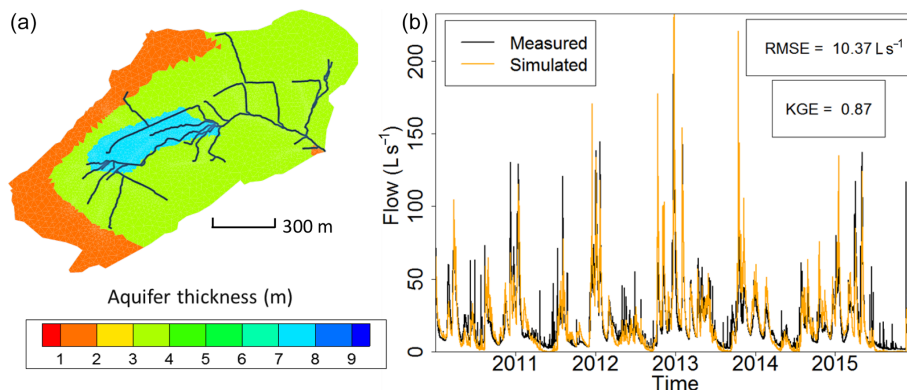 (a)
300 m
Aquifer thickness (m)
1 2 3 4 5 6 7 8 9
(b)
Measured
Simulated
RMSE = 10.37 L s⁻¹
KGE = 0.87
Flow (L s⁻¹)
200
150
100
50
0
2011 2012 2013 2014 2015
Time